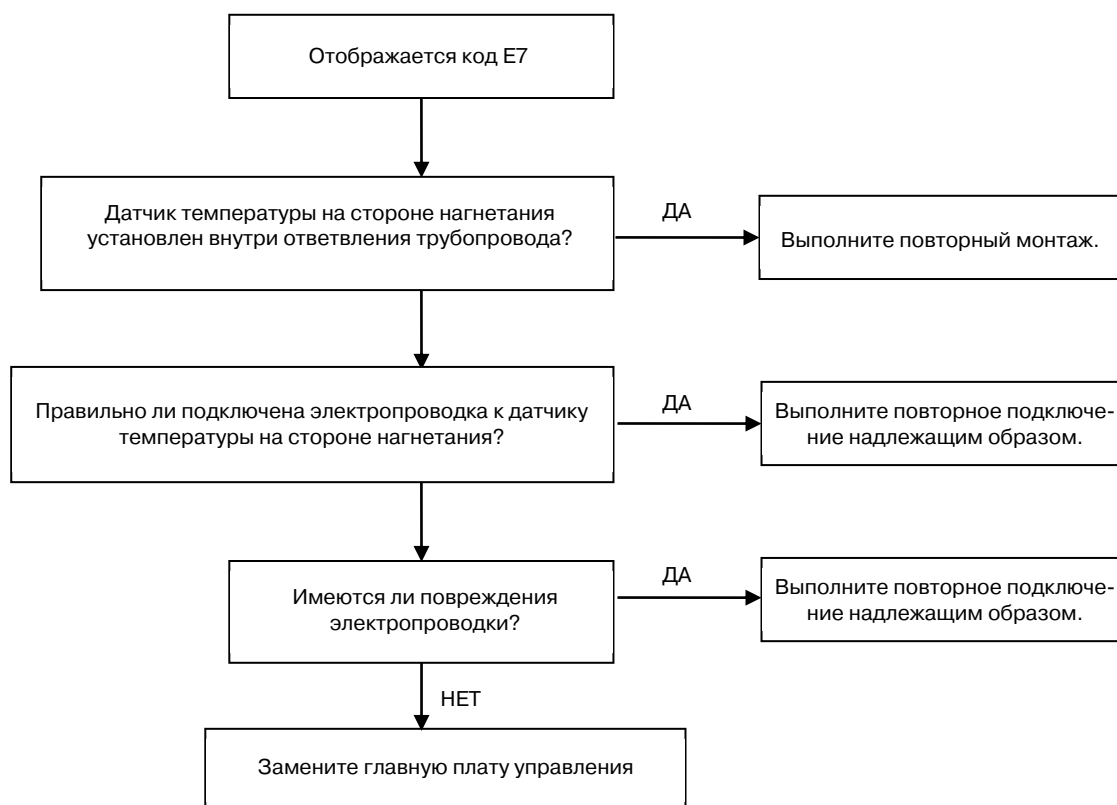 Отображается код E7
Датчик температуры на стороне нагнетания
установлен внутри ответвления трубопровода?
ДА
Выполните повторный монтаж.
Правильно ли подключена электропроводка к датчику
температуры на стороне нагнетания?
ДА
Выполните повторное подключе-
ние надлежащим образом.
Имеются ли повреждения
электропроводки?
ДА
Выполните повторное подключе-
ние надлежащим образом.
НЕТ
Замените главную плату управления